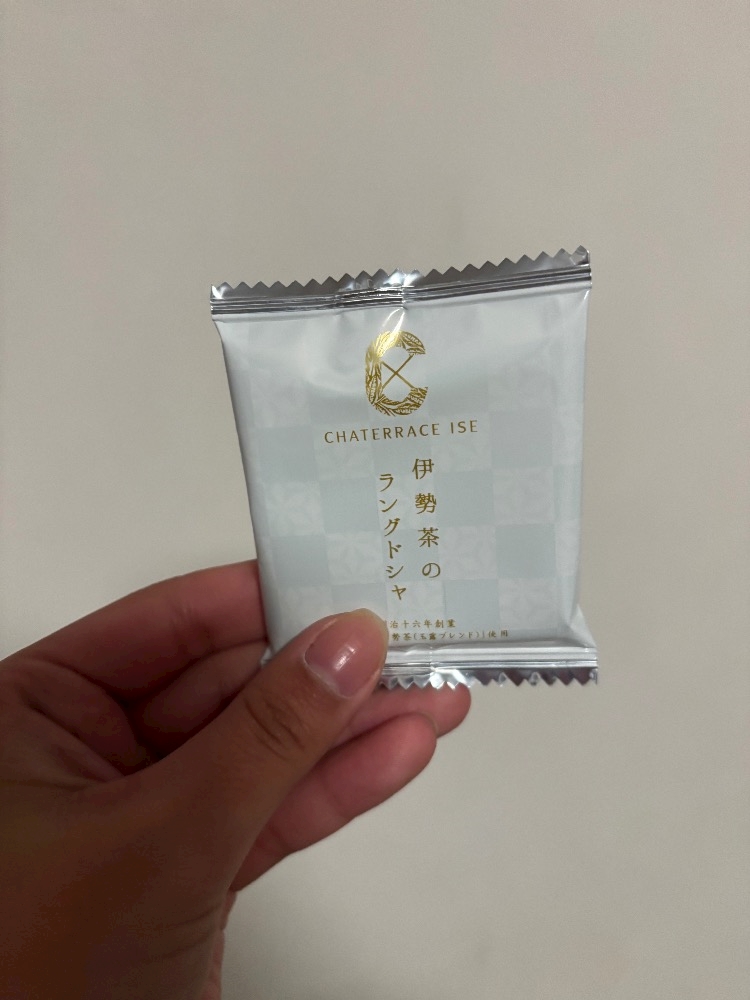 CHATERRACE ISE
伊勢茶の
ラングドシャ
治十六年創業
勢茶(玉露ブレンド))使用